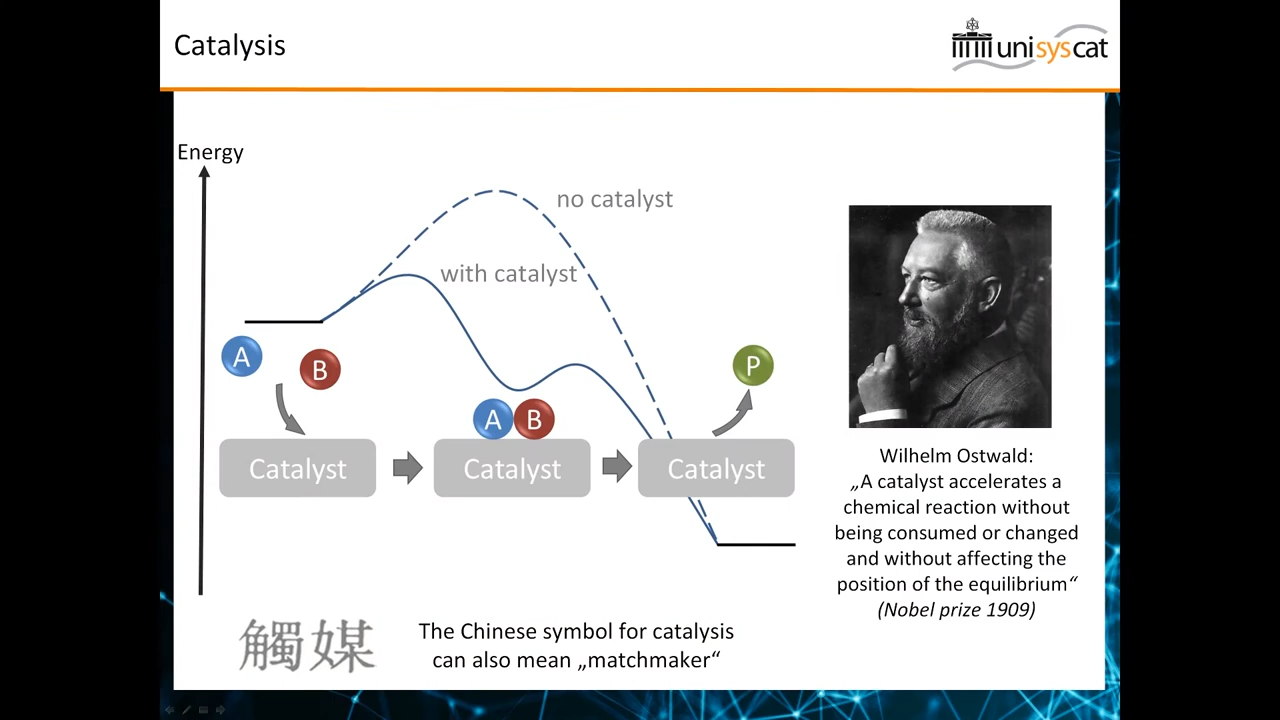 Catalysis
unisyscat
Energy
no catalyst
with catalyst
A
B
P
A B
Catalyst
Catalyst
Catalyst
Wilhelm Ostwald:
„A catalyst accelerates a
chemical reaction without
being consumed or changed
and without affecting the
position of the equilibrium“
(Nobel prize 1909)
觸媒
The Chinese symbol for catalysis
can also mean „matchmaker“